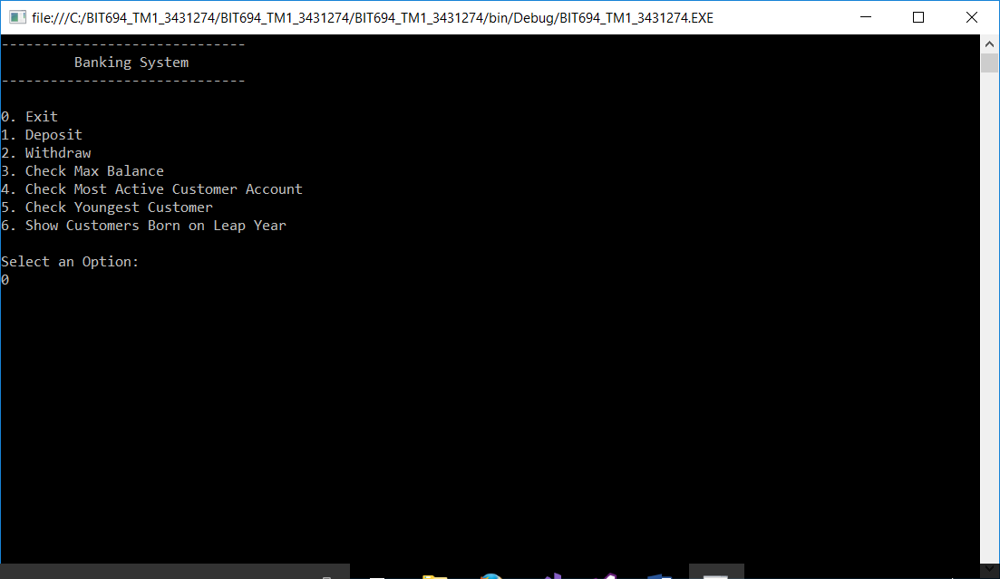 file:///C:/BIT694_TM1_3431274/BIT694_TM1_3431274/BIT694_TM1_3431274/bin/Debug/BIT694_TM1_3431274.EXE
------------------------------
         Banking System
------------------------------
0. Exit
1. Deposit
2. Withdraw
3. Check Max Balance
4. Check Most Active Customer Account
5. Check Youngest Customer
6. Show Customers Born on Leap Year
Select an Option:
0